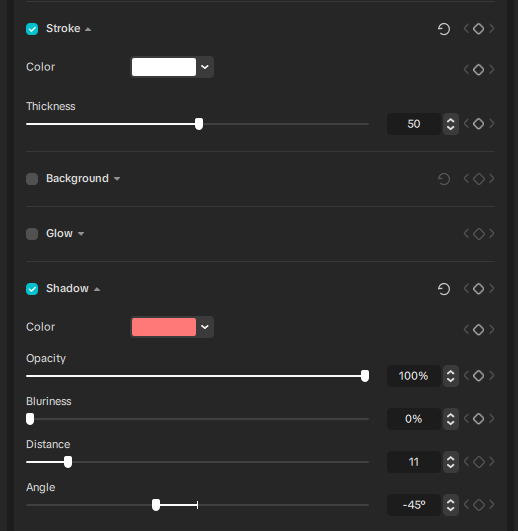 Stroke
Color
Thickness
50
Background
Glow
Shadow
Color
Opacity
100%
Bluriness
0%
Distance
11
Angle
-45º